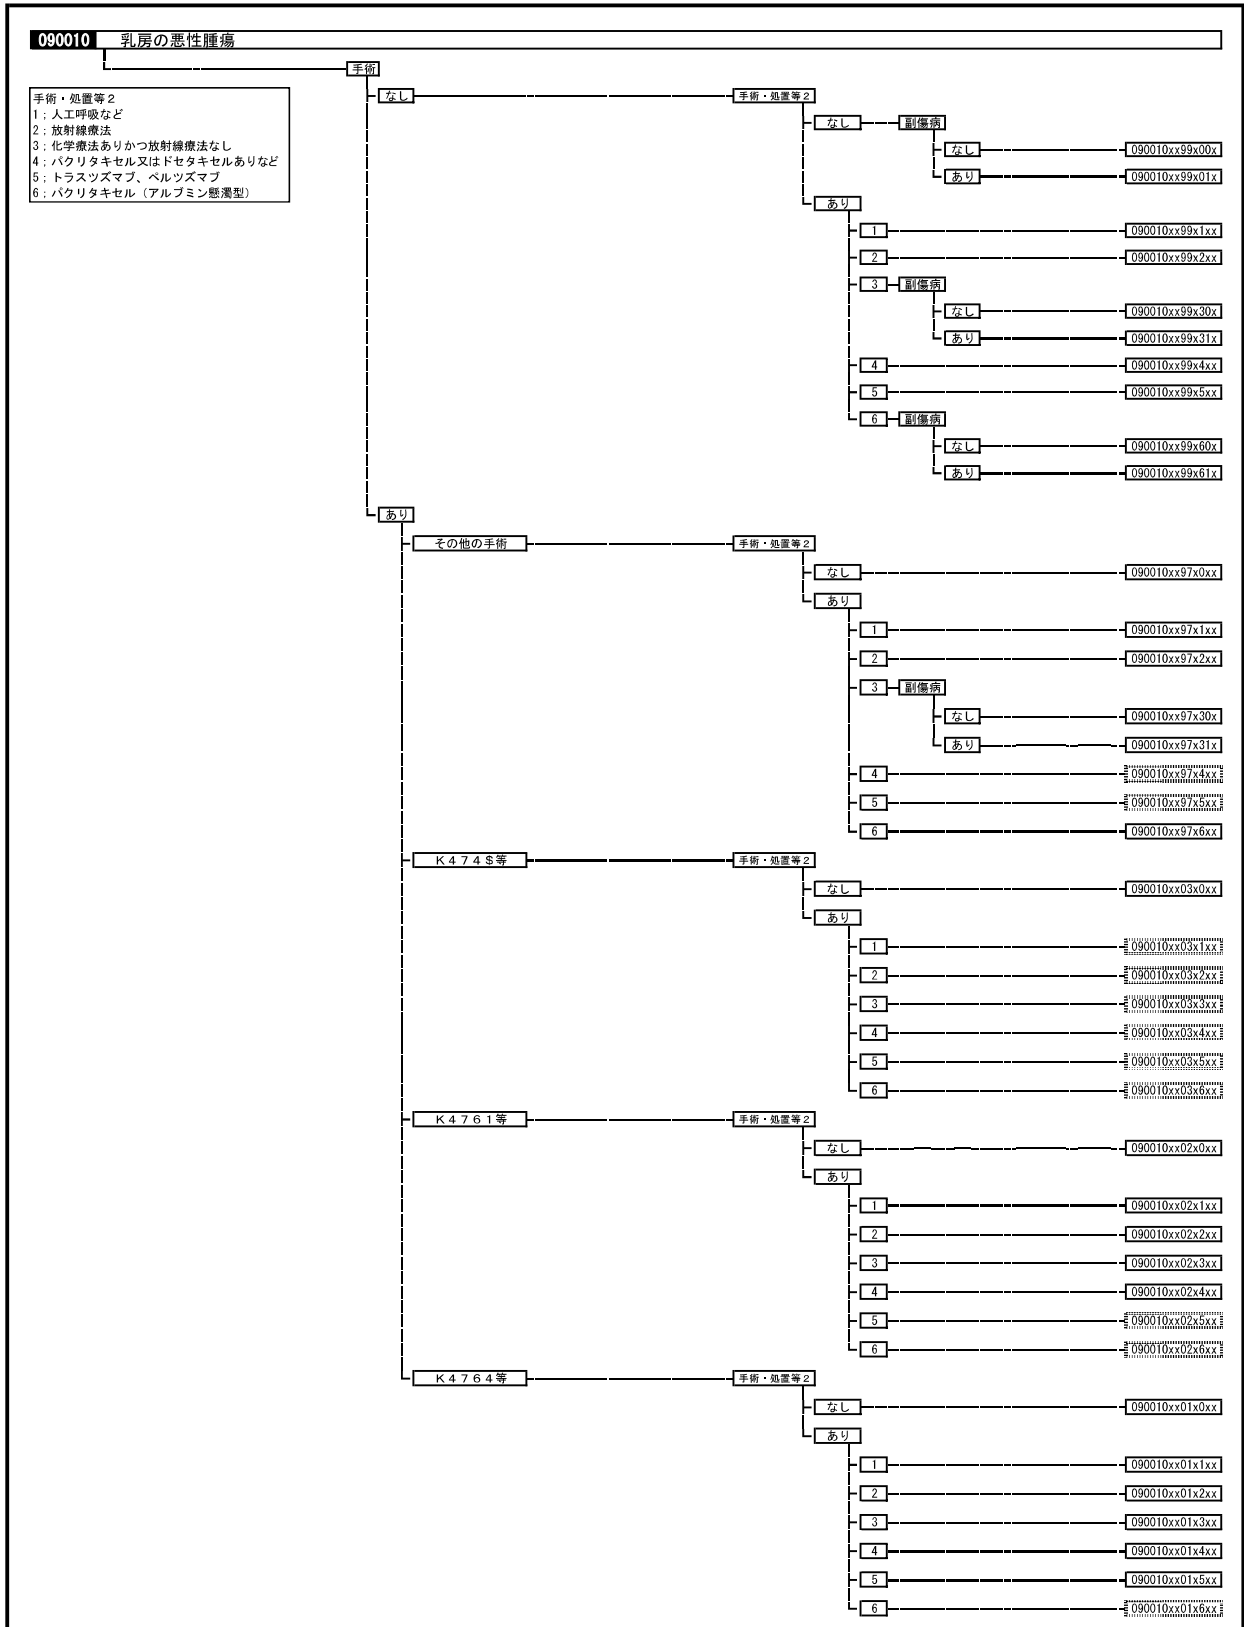 090010 乳房の悪性腫瘍
手術
手術・処置等2
1；人工呼吸など
2；放射線療法
3；化学療法ありかつ放射線療法なし
4；パクリタキセル又はドセタキセルありなど
5；トラスツズマブ、ペルツズマブ
6；パクリタキセル（アルブミン懸濁型）
なし 手術・処置等2
なし 副傷病
なし 090010xx99x00x
あり 090010xx99x01x
あり
1 090010xx99x1xx
2 090010xx99x2xx
3 副傷病
なし 090010xx99x30x
あり 090010xx99x31x
4 090010xx99x4xx
5 090010xx99x5xx
6 副傷病
なし 090010xx99x60x
あり 090010xx99x61x
あり
その他の手術 手術・処置等2
なし 090010xx97x0xx
あり
1 090010xx97x1xx
2 090010xx97x2xx
3 副傷病
なし 090010xx97x30x
あり 090010xx97x31x
4 090010xx97x4xx
5 090010xx97x5xx
6 090010xx97x6xx
K474$等 手術・処置等2
なし 090010xx03x0xx
あり
1 090010xx03x1xx
2 090010xx03x2xx
3 090010xx03x3xx
4 090010xx03x4xx
5 090010xx03x5xx
6 090010xx03x6xx
K4761等 手術・処置等2
なし 090010xx02x0xx
あり
1 090010xx02x1xx
2 090010xx02x2xx
3 090010xx02x3xx
4 090010xx02x4xx
5 090010xx02x5xx
6 090010xx02x6xx
K4764等 手術・処置等2
なし 090010xx01x0xx
あり
1 090010xx01x1xx
2 090010xx01x2xx
3 090010xx01x3xx
4 090010xx01x4xx
5 090010xx01x5xx
6 090010xx01x6xx